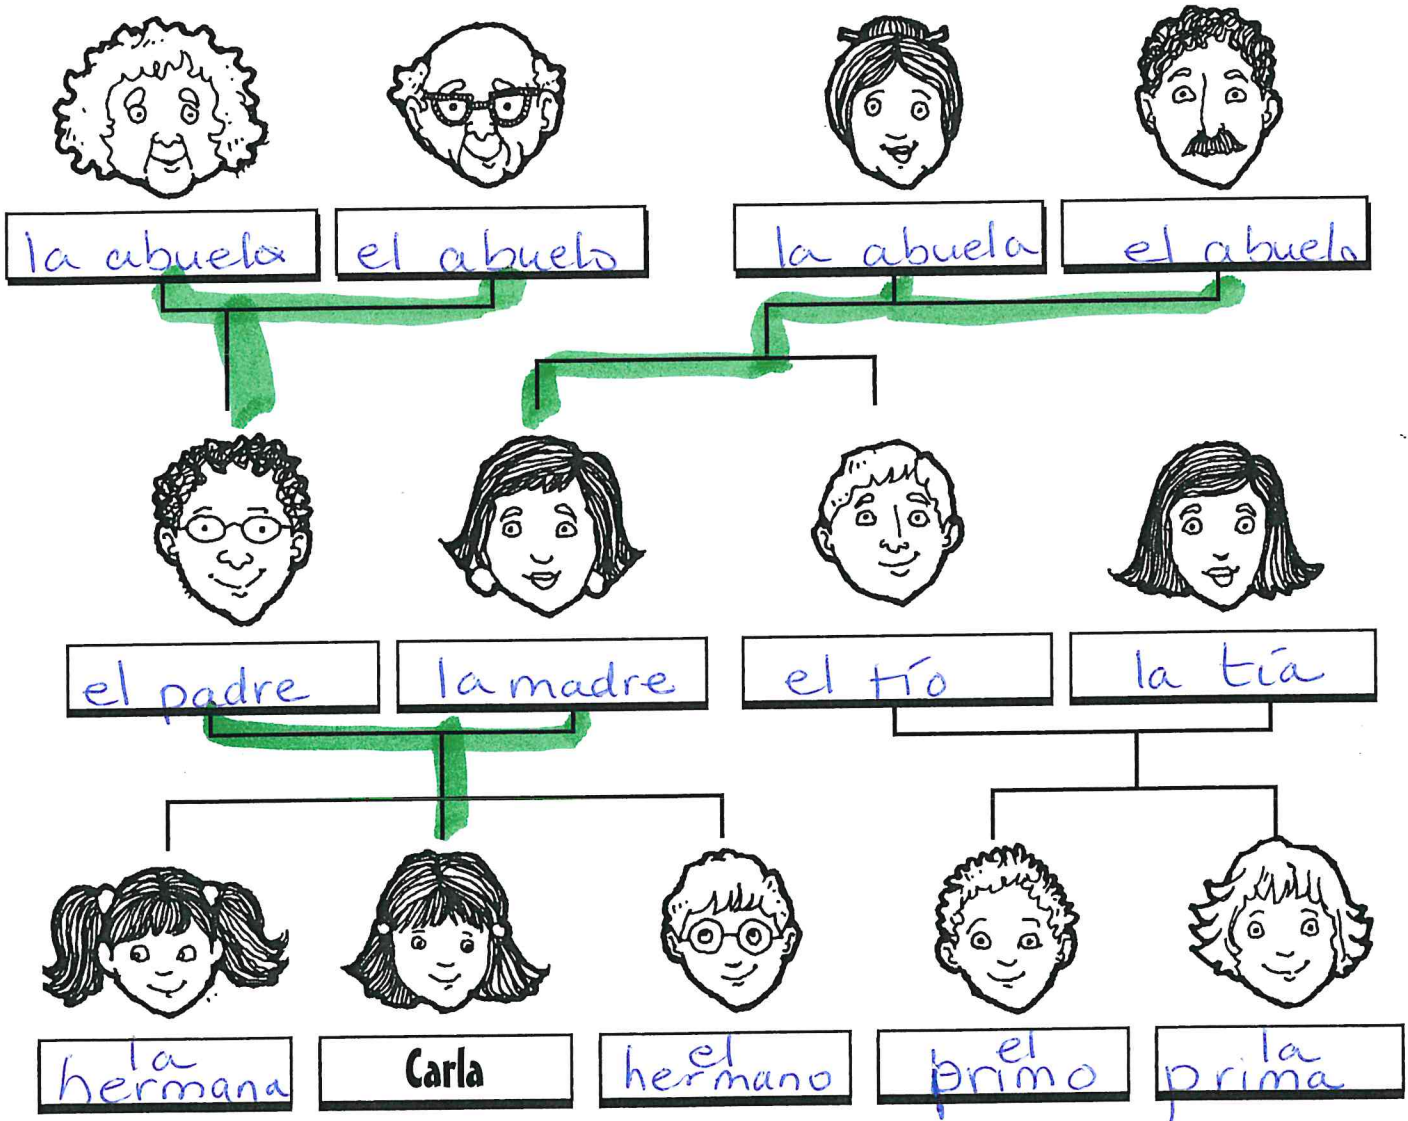 la abuela
el abuelo
la abuela
el abuelo
el padre
la madre
el tío
la tía
la
hermana
Carla
el
hermano
el
primo
la
prima